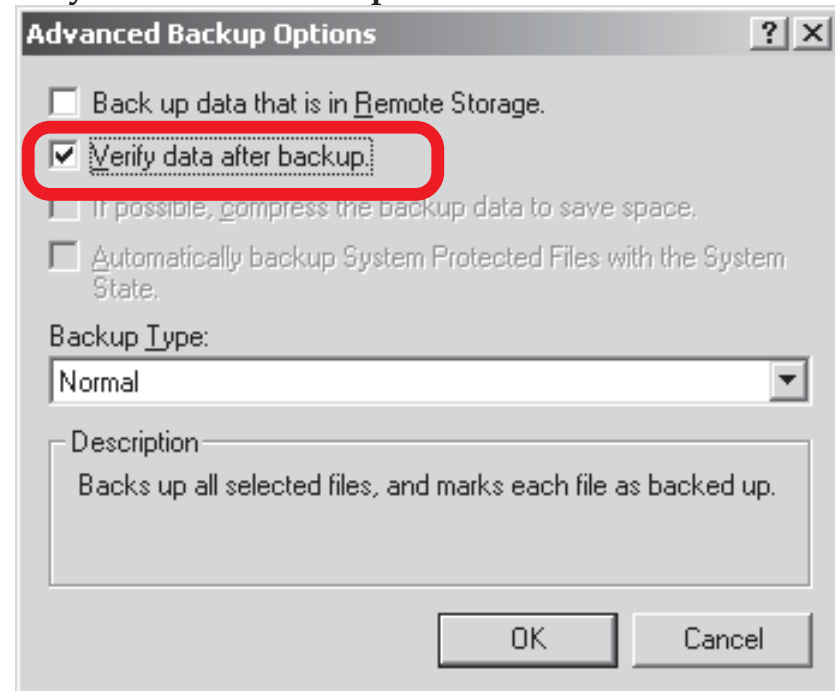 Advanced Backup Options
Back up data that is in Remote Storage.
Verify data after backup.
If possible, compress the backup data to save space.
Automatically backup System Protected Files with the System
State.
Backup Type:
Normal
Description
Backs up all selected files, and marks each file as backed up.
OK Cancel